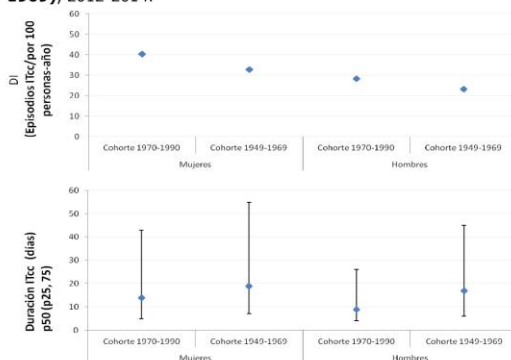 2012-2014.
DI
(Episodios ITcc/por 100
personas-año)
60
50
40
30
20
10
0
Cohorte 1970-1990 Cohorte 1949-1969 Cohorte 1970-1990 Cohorte 1949-1969
Mujeres Hombres
Duración ITcc (días)
p50 (p25, 75)
60
50
40
30
20
10
0
Cohorte 1970-1990 Cohorte 1949-1969 Cohorte 1970-1990 Cohorte 1949-1969
Mujeres Hombres